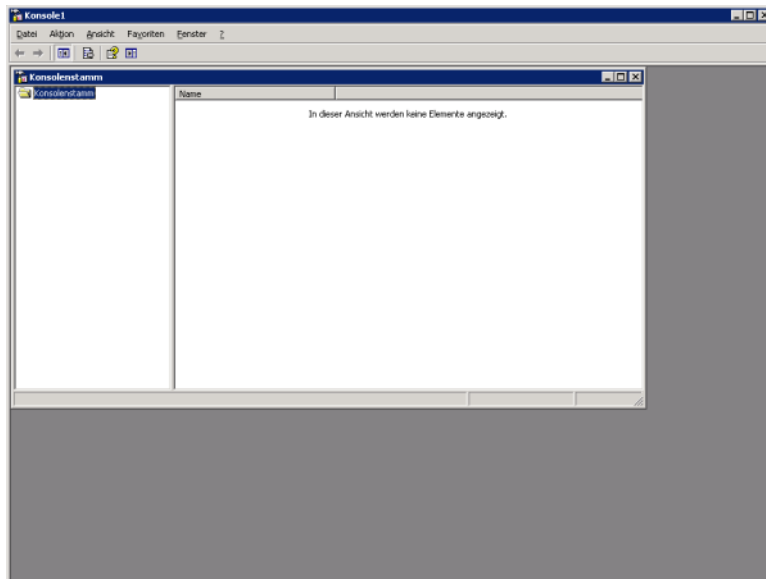 Konsole1
Datei Aktion Ansicht Favoriten Fenster ?
Konsolenstamm
Konsolenstamm Name
In dieser Ansicht werden keine Elemente angezeigt.